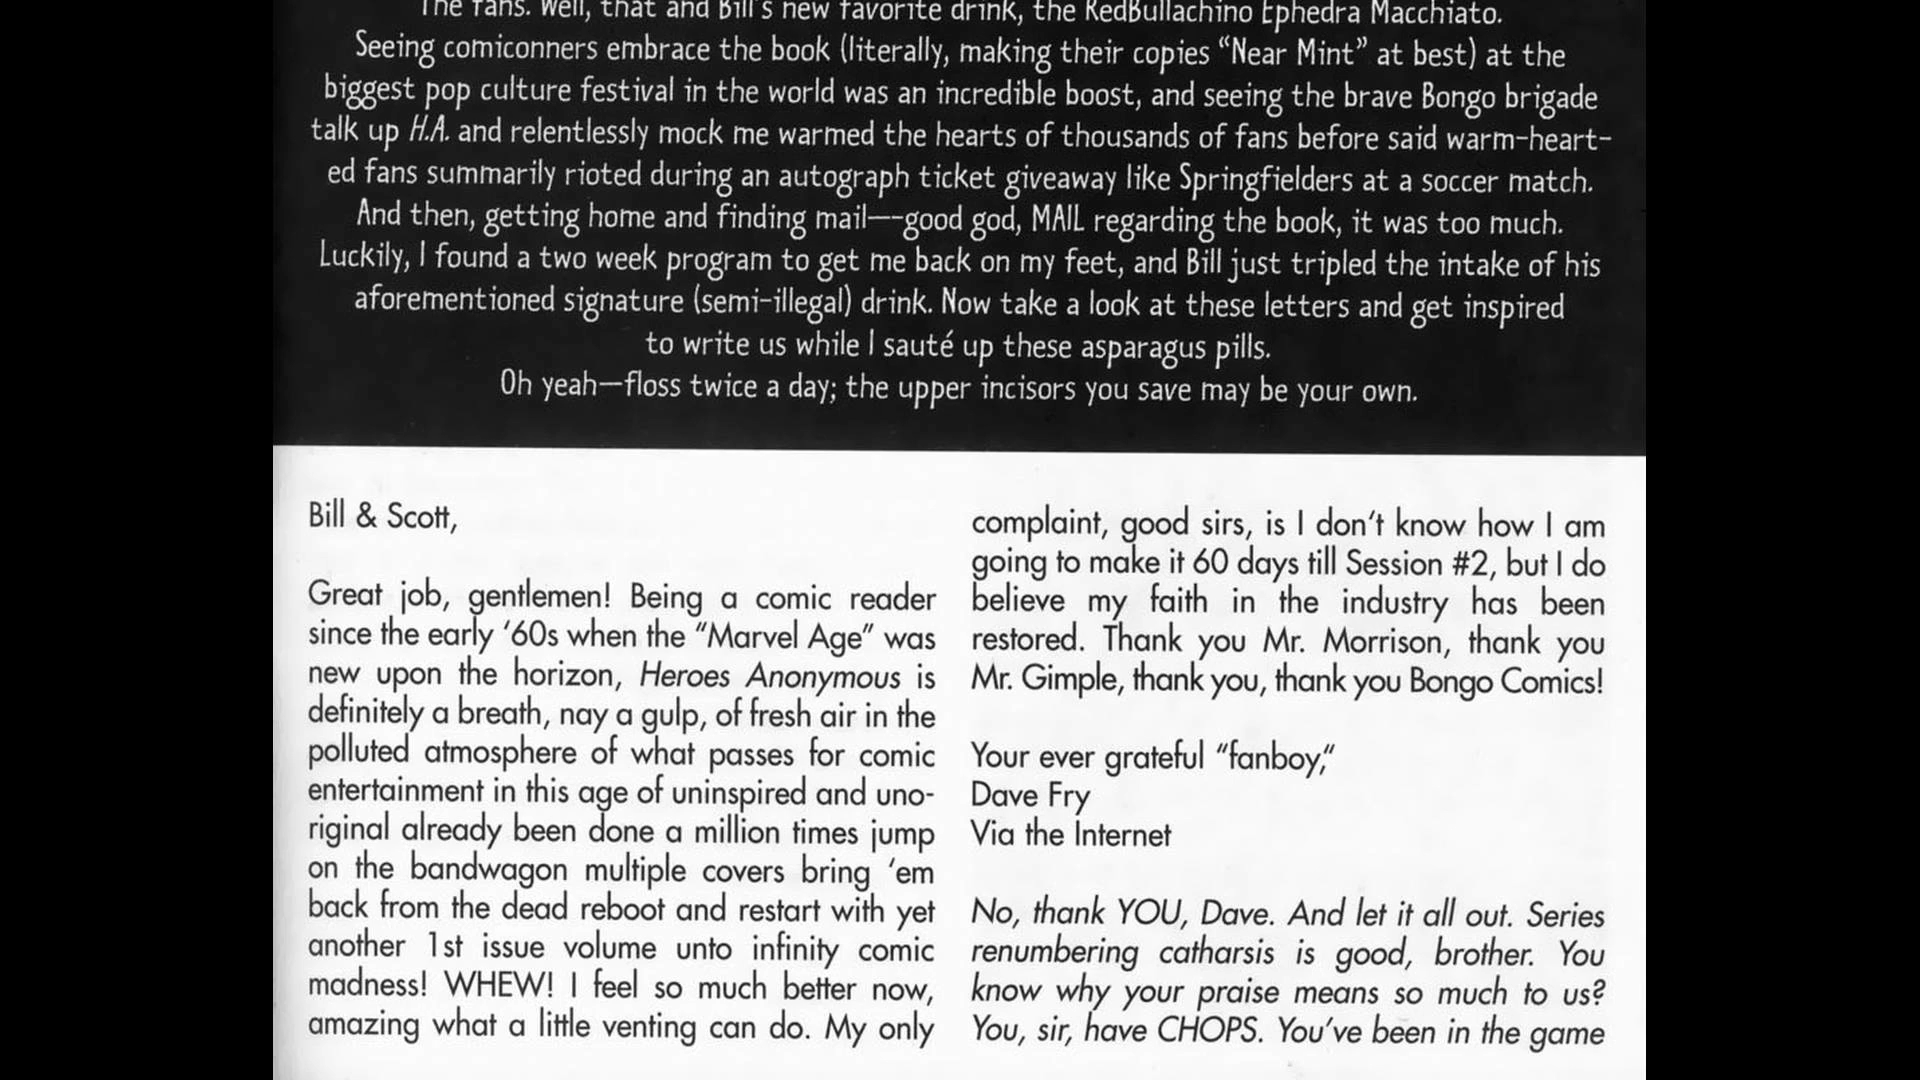 The fans. Well, that and Bill's new favorite drink, the RedBullachino Ephedra Macchiato.
Seeing comiconners embrace the book (literally, making their copies “Near Mint” at best) at the
biggest pop culture festival in the world was an incredible boost, and seeing the brave Bongo brigade
talk up H.A. and relentlessly mock me warmed the hearts of thousands of fans before said warm-heart-
ed fans summarily rioted during an autograph ticket giveaway like Springfielders at a soccer match.
And then, getting home and finding mail—-good god, MAIL regarding the book, it was too much.
Luckily, I found a two week program to get me back on my feet, and Bill just tripled the intake of his
aforementioned signature (semi-illegal) drink. Now take a look at these letters and get inspired
to write us while I sauté up these asparagus pills.
Oh yeah—floss twice a day; the upper incisors you save may be your own.
Bill & Scott,
Great job, gentlemen! Being a comic reader
since the early ‘60s when the “Marvel Age” was
new upon the horizon, Heroes Anonymous is
definitely a breath, nay a gulp, of fresh air in the
polluted atmosphere of what passes for comic
entertainment in this age of uninspired and uno-
riginal already been done a million times jump
on the bandwagon multiple covers bring ‘em
back from the dead reboot and restart with yet
another 1st issue volume unto infinity comic
madness! WHEW! I feel so much better now,
amazing what a little venting can do. My only
complaint, good sirs, is I don’t know how I am
going to make it 60 days till Session #2, but I do
believe my faith in the industry has been
restored. Thank you Mr. Morrison, thank you
Mr. Gimple, thank you, thank you Bongo Comics!
Your ever grateful “fanboy,”
Dave Fry
Via the Internet
No, thank YOU, Dave. And let it all out. Series
renumbering catharsis is good, brother. You
know why your praise means so much to us?
You, sir, have CHOPS. You’ve been in the game